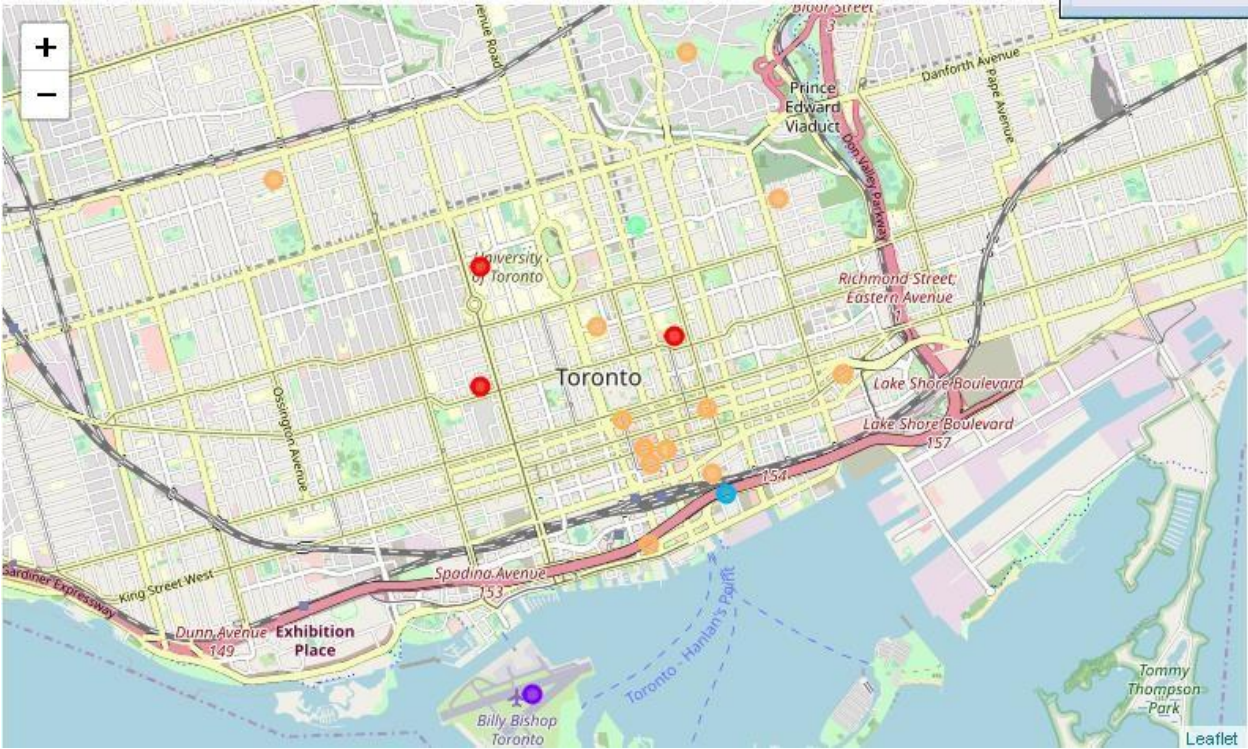 +
−
Bloor Street
3
venue Road
Danforth Avenue
Pape Avenue
Prince
Edward
Viaduct
Don Valley Parkway
University
of Toronto
Richmond Street;
Eastern Avenue
1
Toronto
Ossington Avenue
Lake Shore Boulevard
Lake Shore Boulevard
157
154
Spadina Avenue
153
Gardiner Expressway
King Street West
Dunn Avenue
149
Exhibition
Place
Toronto - Hanlan's Point
Billy Bishop
Toronto
Tommy
Thompson
Park
Leaflet